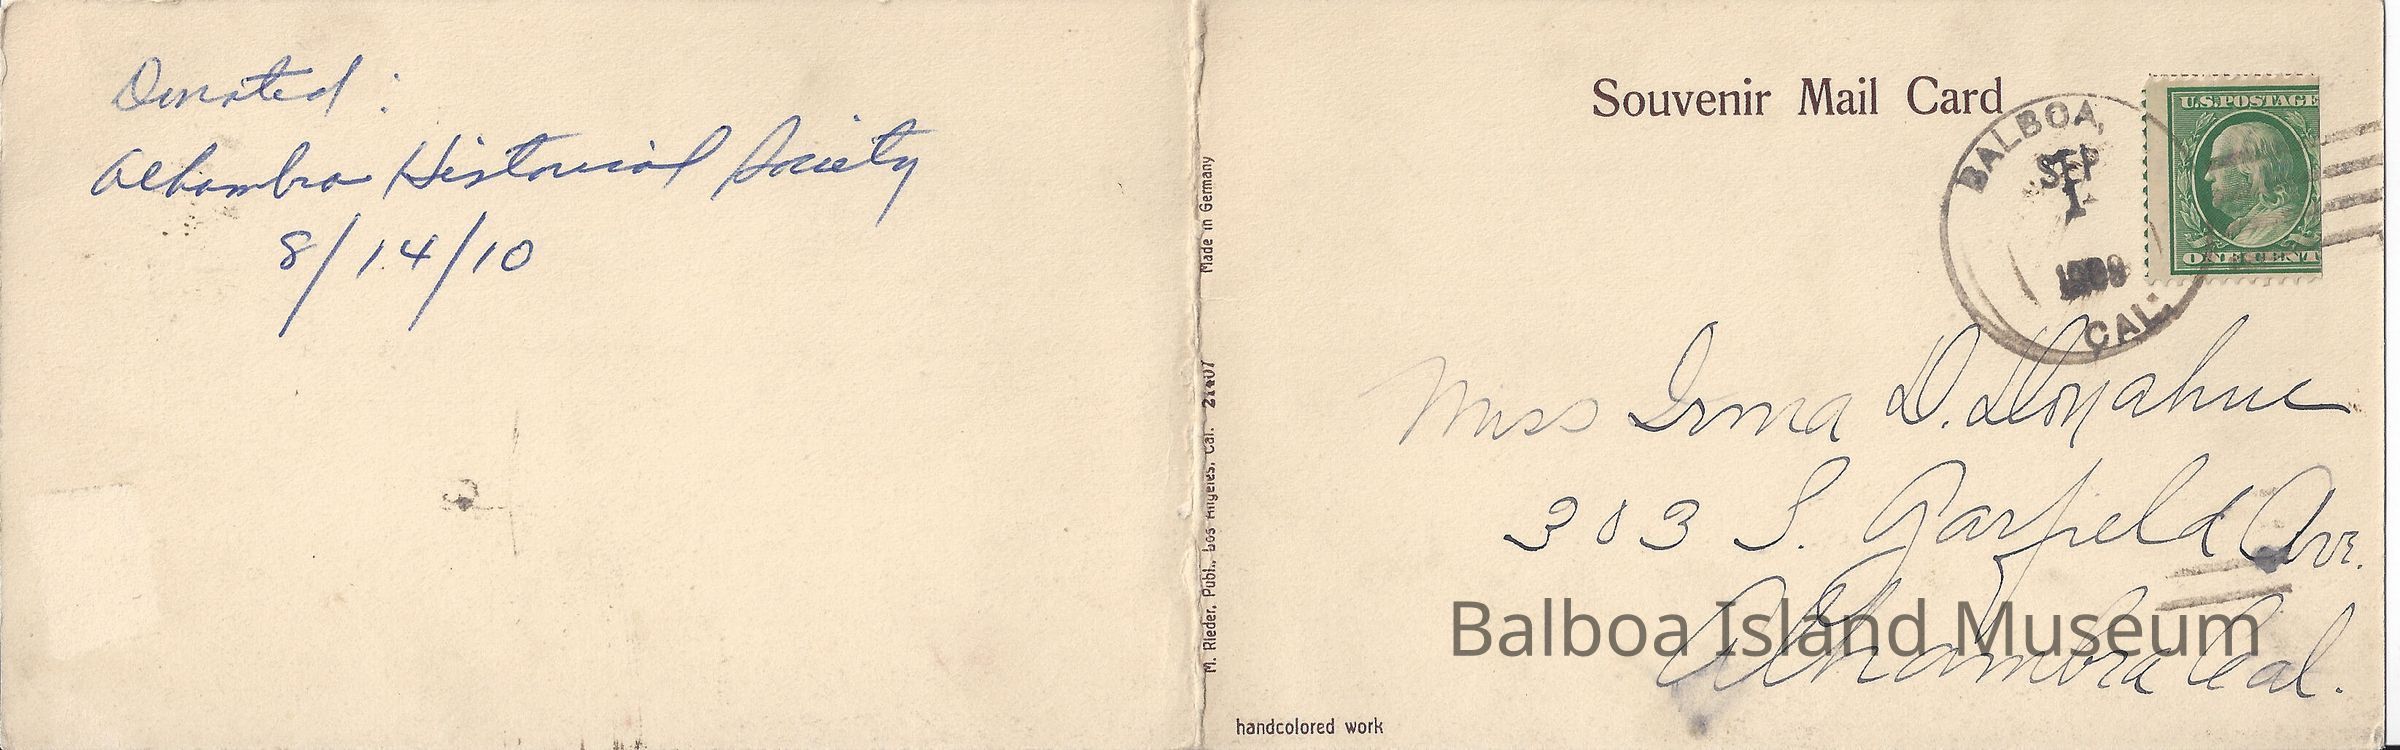 Donated:
Alhambra Historical Society
8/14/10
Made in Germany
M. Rieder, Publ., Los Angeles, Cal.
Souvenir Mail Card
BALBOA,
SEP
1
CAL.
U.S. POSTAGE
ONE CENT
Miss Irma D. Donahue
303 S. Garfield Ave.
Alhambra Cal.
Balboa Island Museum
handcolored work